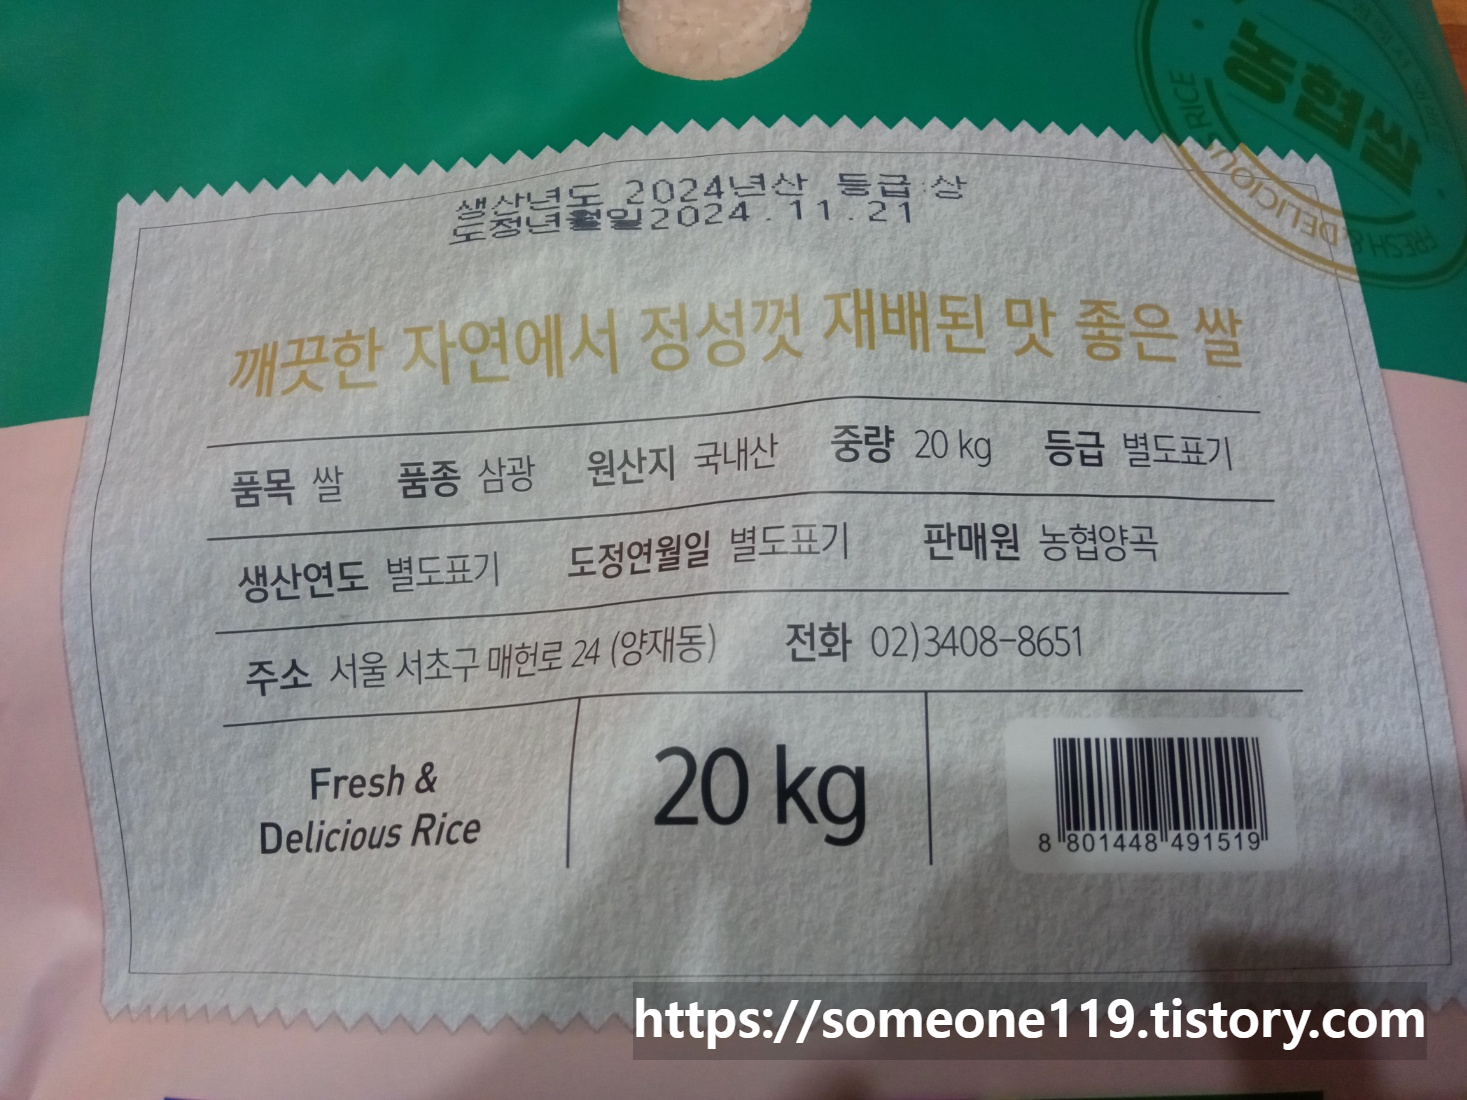 농협쌀
FRESH & DELICIOUS RICE
생산년도 2024년산 등급 상
도정년월일2024.11.21
깨끗한 자연에서 정성껏 재배된 맛 좋은 쌀
품목 쌀 품종 삼광 원산지 국내산 중량 20 kg 등급 별도표기
생산연도 별도표기 도정연월일 별도표기 판매원 농협양곡
주소 서울 서초구 매헌로 24 (양재동) 전화 02)3408-8651
Fresh &
Delicious Rice
20 kg
8 801448 491519
https://someone119.tistory.com